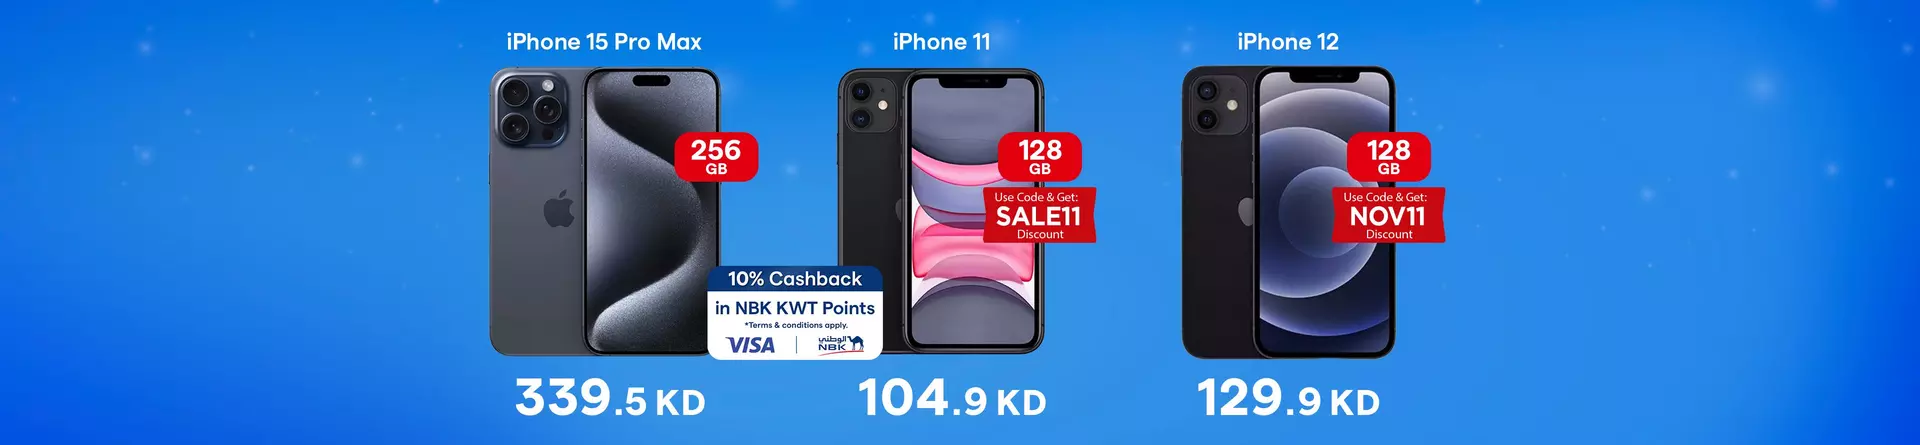 iPhone 15 Pro Max
256
GB
10% Cashback
in NBK KWT Points
*Terms & conditions apply.
VISA
الوطني
NBK
339.5 KD
iPhone 11
128
GB
Use Code & Get:
SALE11
Discount
104.9 KD
iPhone 12
128
GB
Use Code & Get:
NOV11
Discount
129.9 KD